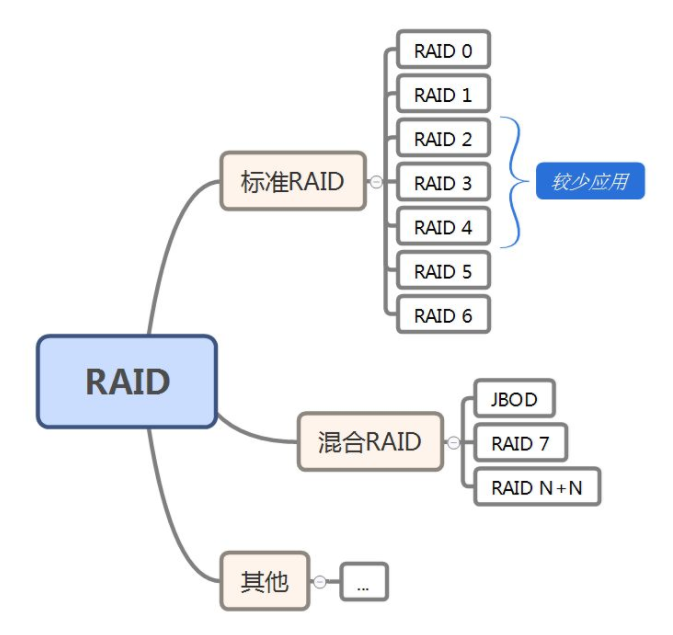 RAID
标准RAID
RAID 0
RAID 1
RAID 2
RAID 3
RAID 4
RAID 5
RAID 6
较少应用
混合RAID
JBOD
RAID 7
RAID N+N
其他
...